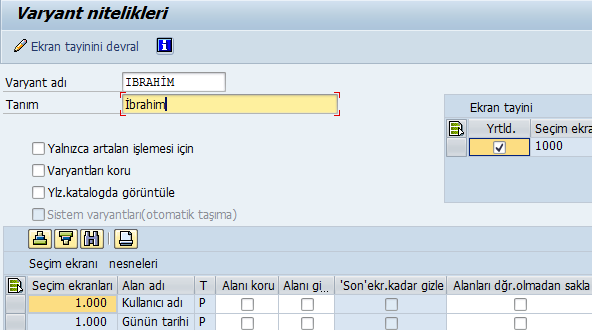 Varyant nitelikleri
Ekran tayinini devral
Varyant adı IBRAHİM
Tanım İbrahim
Ekran tayini
Yrtld. Seçim ekra
1000
Yalnızca artalan işlemesi için
Varyantları koru
Ylz.katalogda görüntüle
Sistem varyantları(otomatik taşıma)
Seçim ekranı nesneleri
Seçim ekranları Alan adı T Alanı koru Alanı gi... 'Son'ekr.kadar gizle Alanları dğr.olmadan sakla
1.000 Kullanıcı adı P
1.000 Günün tarihi P